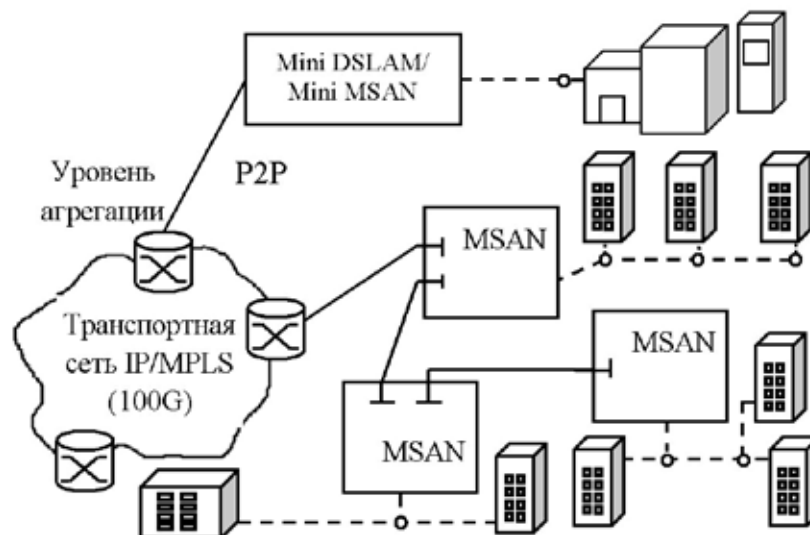 Mini DSLAM/
Mini MSAN
Уровень
агрегации
P2P
MSAN
Транспортная
сеть IP/MPLS
(100G)
MSAN
MSAN